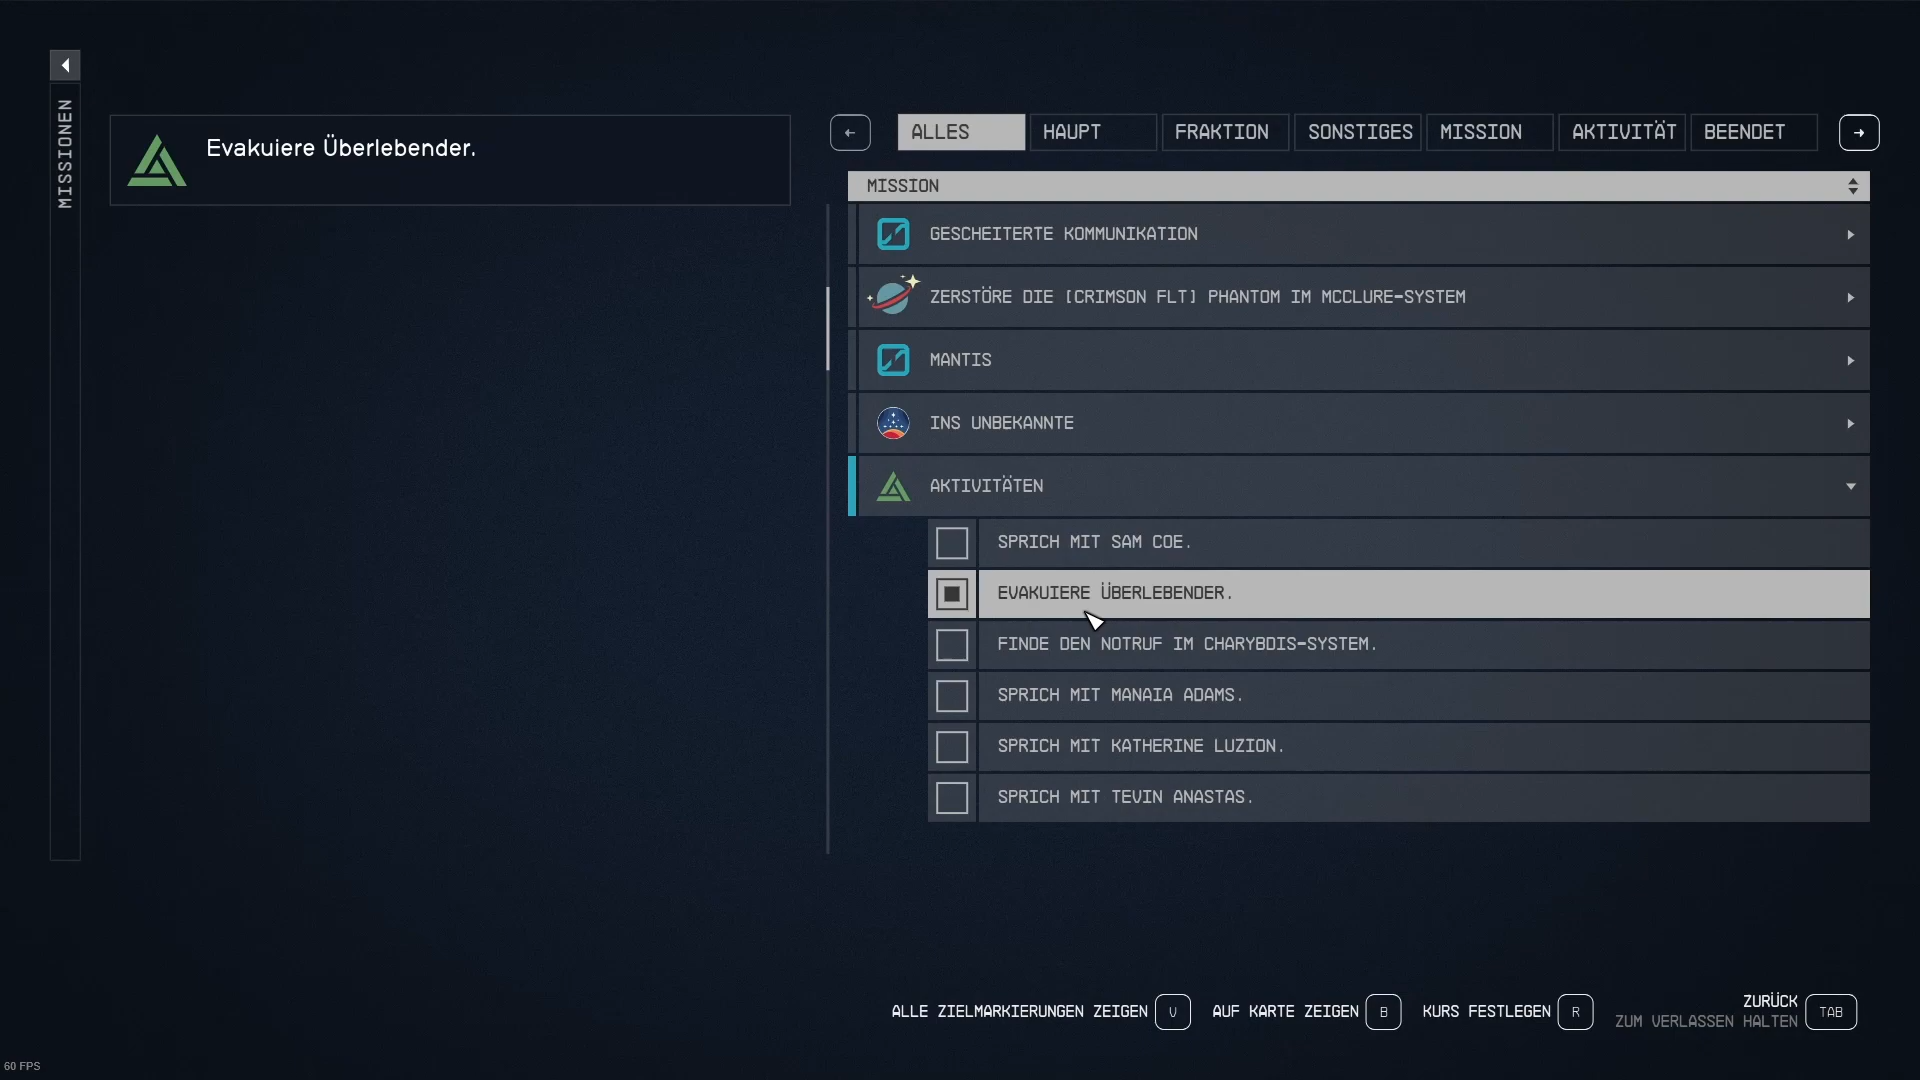 MISSIONEN
Evakuiere Überlebender.
ALLES
HAUPT
FRAKTION
SONSTIGES
MISSION
AKTIVITÄT
BEENDET
MISSION
GESCHEITERTE KOMMUNIKATION
ZERSTÖRE DIE [CRIMSON FLT] PHANTOM IM MCCLURE-SYSTEM
MANTIS
INS UNBEKANNTE
AKTIVITÄTEN
SPRICH MIT SAM COE.
EVAKUIERE ÜBERLEBENDER.
FINDE DEN NOTRUF IM CHARYBDIS-SYSTEM.
SPRICH MIT MANAIA ADAMS.
SPRICH MIT KATHERINE LUZION.
SPRICH MIT TEVIN ANASTAS.
ALLE ZIELMARKIERUNGEN ZEIGEN V
AUF KARTE ZEIGEN B
KURS FESTLEGEN R
ZURÜCK
ZUM VERLASSEN HALTEN TAB
60 FPS